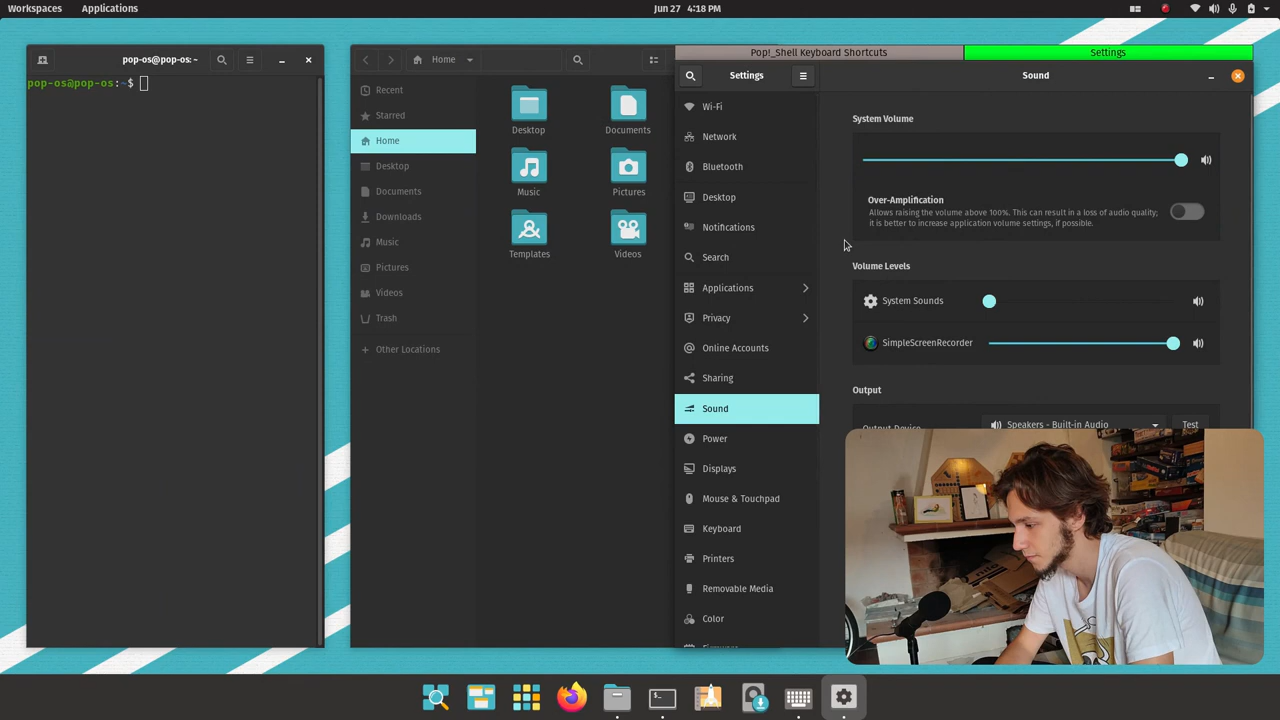 Workspaces
Applications
Jun 27 4:18 PM
pop-os@pop-os: ~
pop-os@pop-os:~$
Home
Recent
Starred
Home
Desktop
Documents
Downloads
Music
Pictures
Videos
Trash
Other Locations
Desktop
Documents
Music
Pictures
Templates
Videos
Pop!_Shell Keyboard Shortcuts
Settings
Settings
Sound
Wi-Fi
Network
Bluetooth
Desktop
Notifications
Search
Applications
Privacy
Online Accounts
Sharing
Sound
Power
Displays
Mouse & Touchpad
Keyboard
Printers
Removable Media
Color
System Volume
Over-Amplification
Allows raising the volume above 100%. This can result in a loss of audio quality;
it is better to increase application volume settings, if possible.
Volume Levels
System Sounds
SimpleScreenRecorder
Output
Output Device
Speakers - Built-in Audio
Test